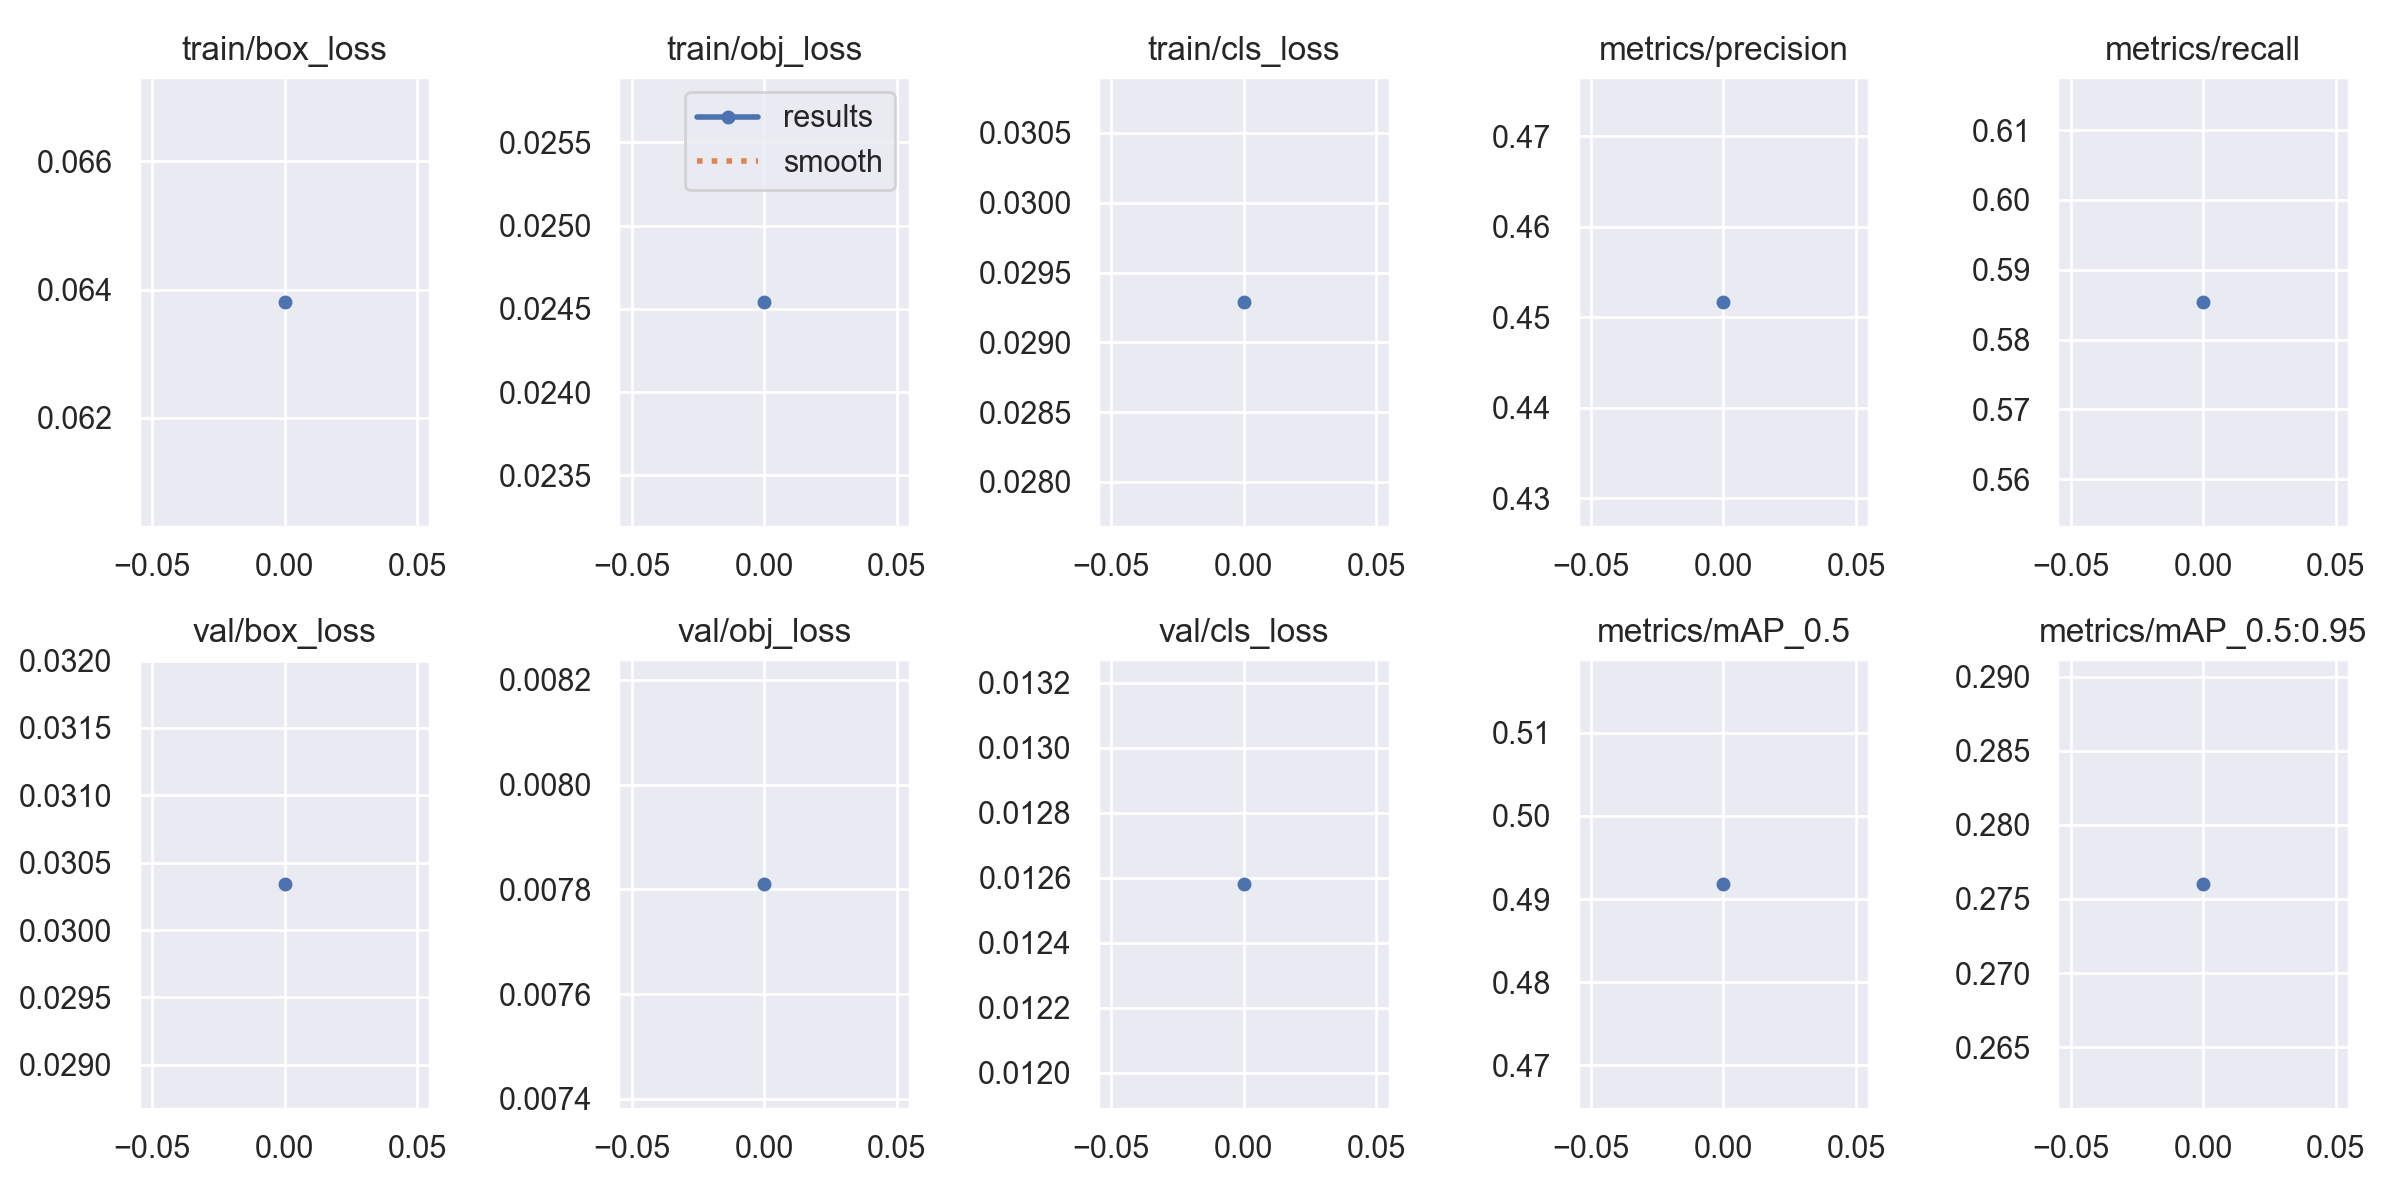 train/box_loss
0.066
0.064
0.062
−0.05 0.00 0.05
train/obj_loss
results
smooth
0.0255
0.0250
0.0245
0.0240
0.0235
−0.05 0.00 0.05
train/cls_loss
0.0305
0.0300
0.0295
0.0290
0.0285
0.0280
−0.05 0.00 0.05
metrics/precision
0.47
0.46
0.45
0.44
0.43
−0.05 0.00 0.05
metrics/recall
0.61
0.60
0.59
0.58
0.57
0.56
−0.05 0.00 0.05
val/box_loss
0.0320
0.0315
0.0310
0.0305
0.0300
0.0295
0.0290
−0.05 0.00 0.05
val/obj_loss
0.0082
0.0080
0.0078
0.0076
0.0074
−0.05 0.00 0.05
val/cls_loss
0.0132
0.0130
0.0128
0.0126
0.0124
0.0122
0.0120
−0.05 0.00 0.05
metrics/mAP_0.5
0.51
0.50
0.49
0.48
0.47
−0.05 0.00 0.05
metrics/mAP_0.5:0.95
0.290
0.285
0.280
0.275
0.270
0.265
−0.05 0.00 0.05